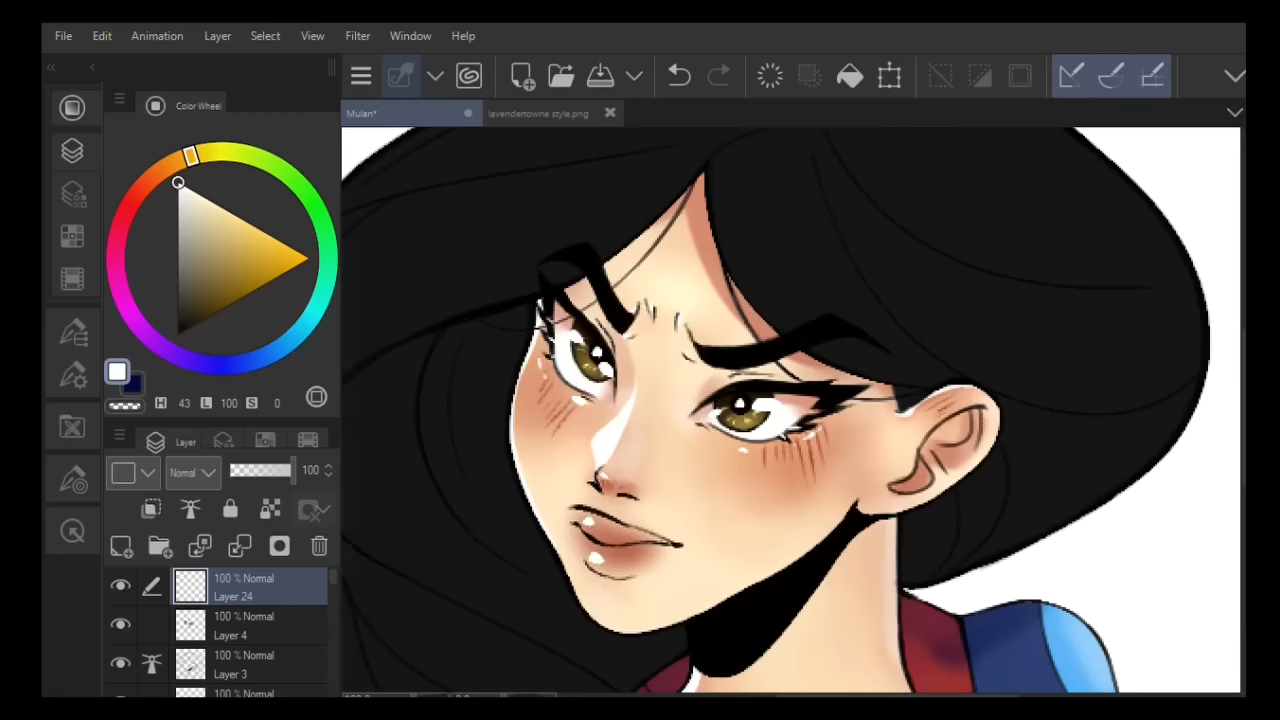 File Edit Animation Layer Select View Filter Window Help
Color Wheel
Mulan*
lavendertowne style.png
H 43 L 100 S 0
Layer
Normal 100
100 % Normal
Layer 24
100 % Normal
Layer 4
100 % Normal
Layer 3
100 % Normal